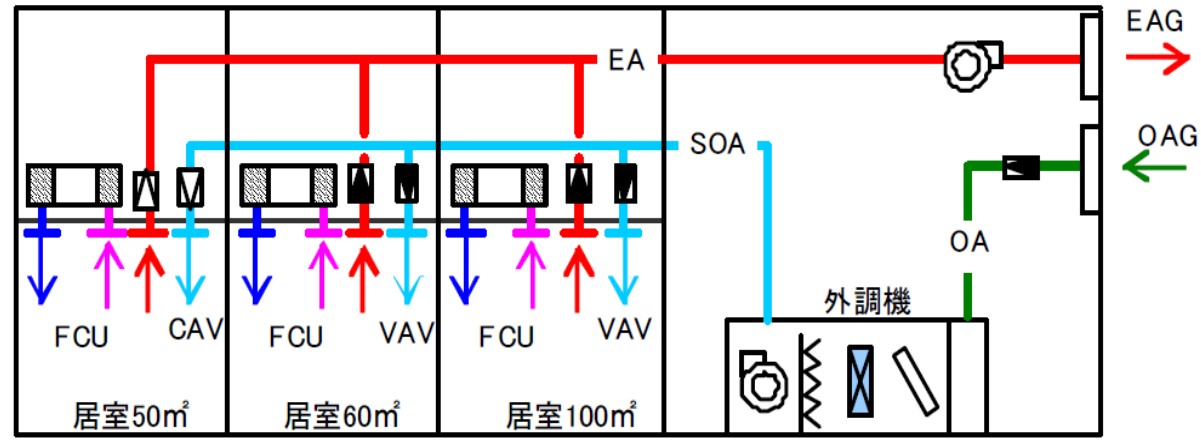 EAG
EA
OAG
SOA
OA
外調機
FCU
CAV
FCU
VAV
FCU
VAV
居室50㎡
居室60㎡
居室100㎡